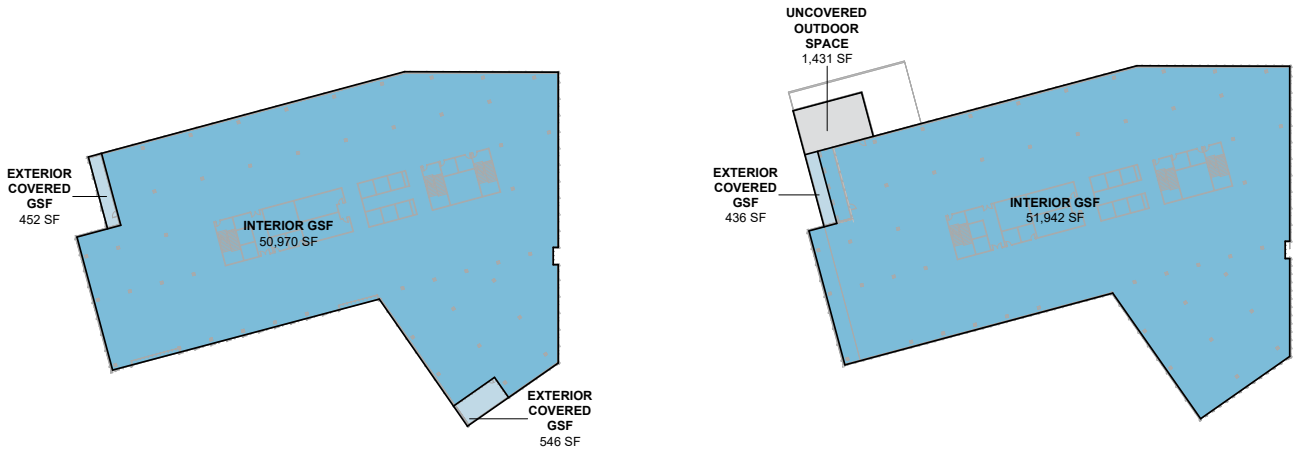 EXTERIOR
COVERED
GSF
452 SF
INTERIOR GSF
50,970 SF
EXTERIOR
COVERED
GSF
546 SF
UNCOVERED
OUTDOOR
SPACE
1,431 SF
EXTERIOR
COVERED
GSF
436 SF
INTERIOR GSF
51,942 SF